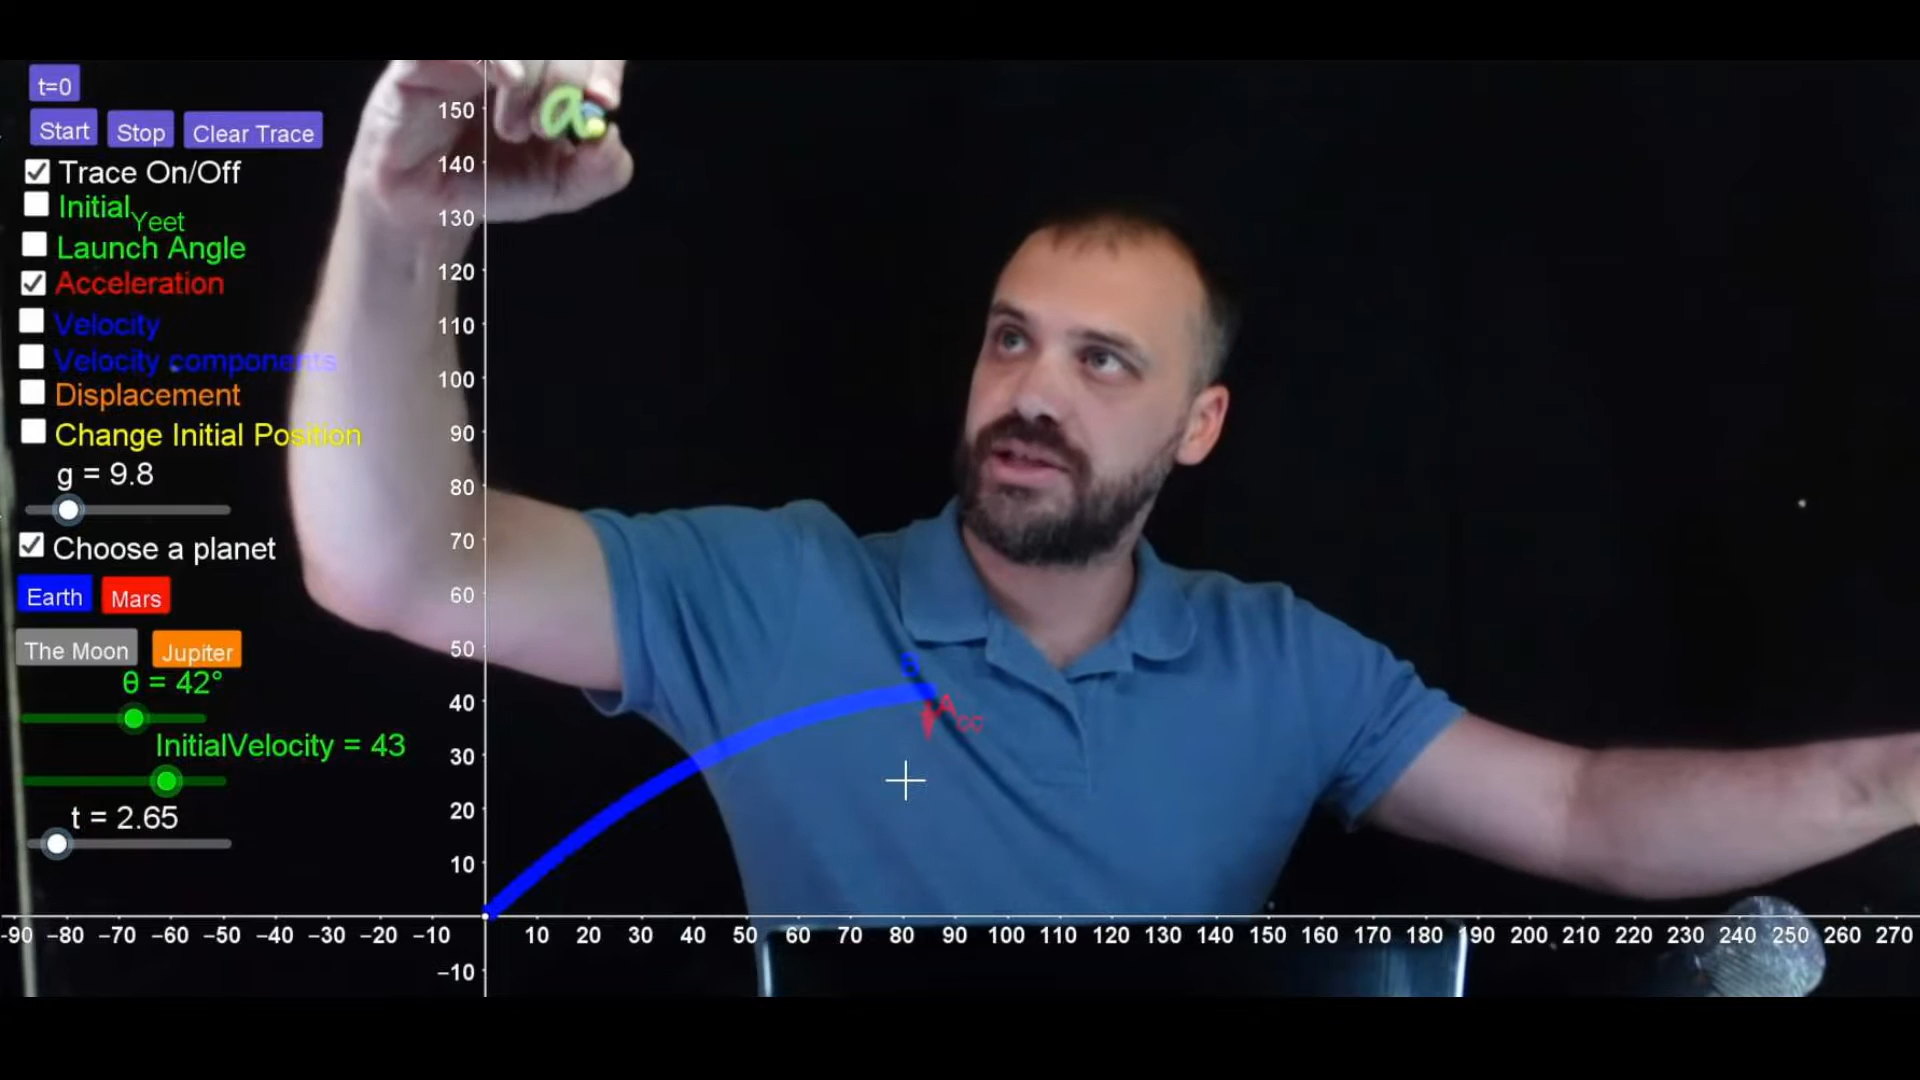 t=0
Start Stop Clear Trace
Trace On/Off
Initial Yeet
Launch Angle
Acceleration
Velocity
Velocity components
Displacement
Change Initial Position
g = 9.8
Choose a planet
Earth Mars
The Moon Jupiter
θ = 42°
InitialVelocity = 43
t = 2.65
a
150
140
130
120
110
100
90
80
70
60
50
40
30
20
10
B
Acc
-90 -80 -70 -60 -50 -40 -30 -20 -10 10 20 30 40 50 60 70 80 90 100 110 120 130 140 150 160 170 180 190 200 210 220 230 240 250 260 270
-10